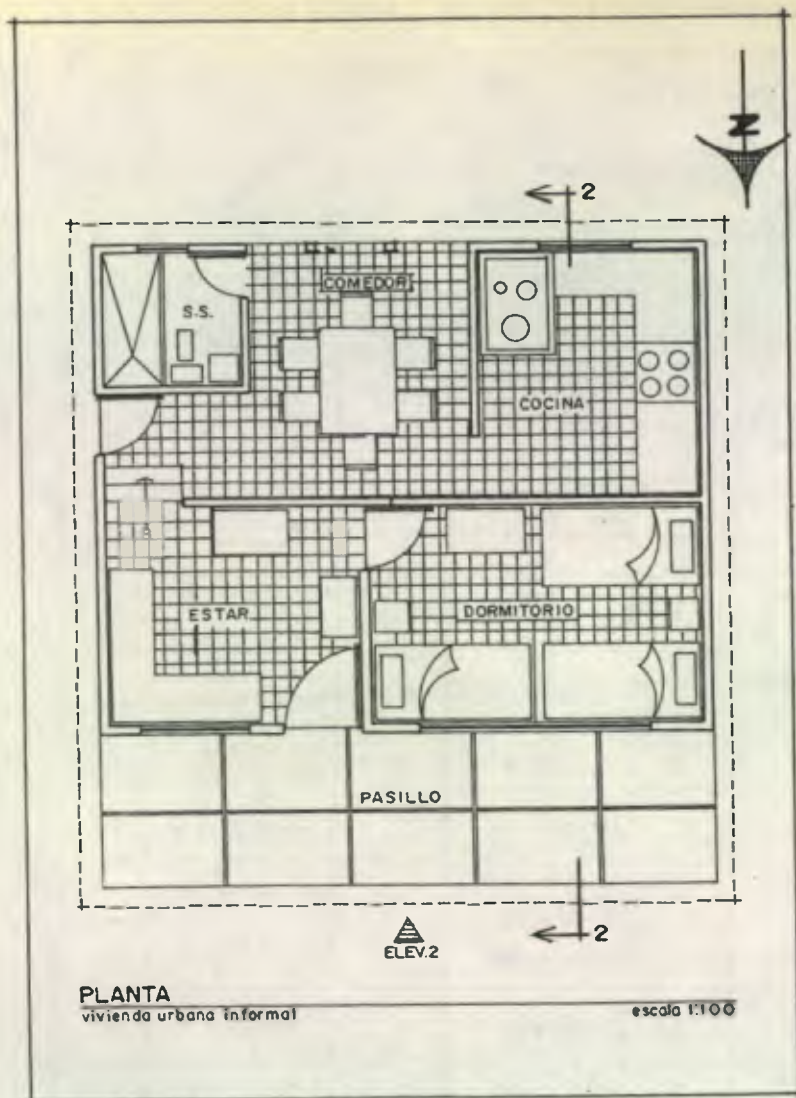 N
2
COMEDOR
S.S.
COCINA
ESTAR
DORMITORIO
PASILLO
2
ELEV.2
PLANTA
vivienda urbana informal
escala 1:100